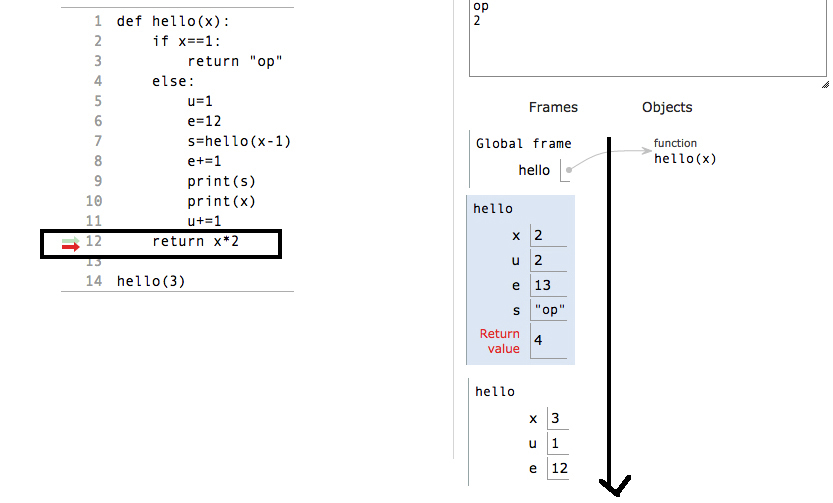 1 def hello(x):
2     if x==1:
3         return "op"
4     else:
5         u=1
6         e=12
7         s=hello(x-1)
8         e+=1
9         print(s)
10         print(x)
11         u+=1
12     return x*2
13
14 hello(3)
op
2
Frames Objects
Global frame
hello
function
hello(x)
hello
x 2
u 2
e 13
s "op"
Return
value 4
hello
x 3
u 1
e 12